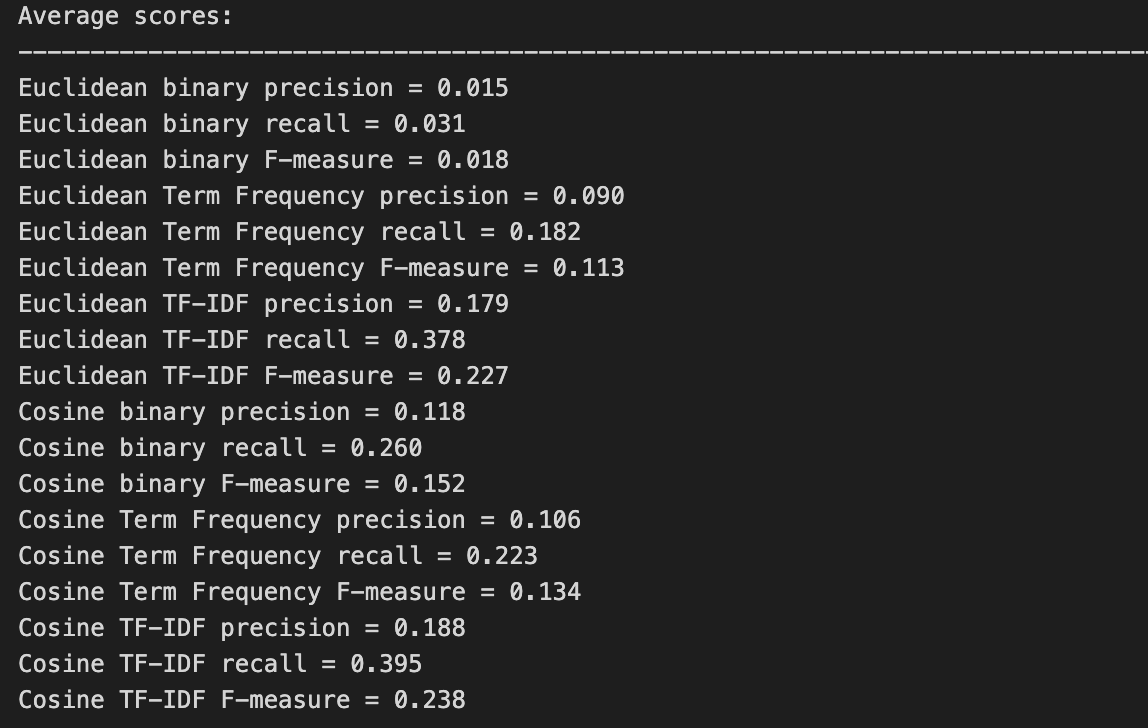 Average scores:
--------------------------------------------------------------------------------
Euclidean binary precision = 0.015
Euclidean binary recall = 0.031
Euclidean binary F-measure = 0.018
Euclidean Term Frequency precision = 0.090
Euclidean Term Frequency recall = 0.182
Euclidean Term Frequency F-measure = 0.113
Euclidean TF-IDF precision = 0.179
Euclidean TF-IDF recall = 0.378
Euclidean TF-IDF F-measure = 0.227
Cosine binary precision = 0.118
Cosine binary recall = 0.260
Cosine binary F-measure = 0.152
Cosine Term Frequency precision = 0.106
Cosine Term Frequency recall = 0.223
Cosine Term Frequency F-measure = 0.134
Cosine TF-IDF precision = 0.188
Cosine TF-IDF recall = 0.395
Cosine TF-IDF F-measure = 0.238